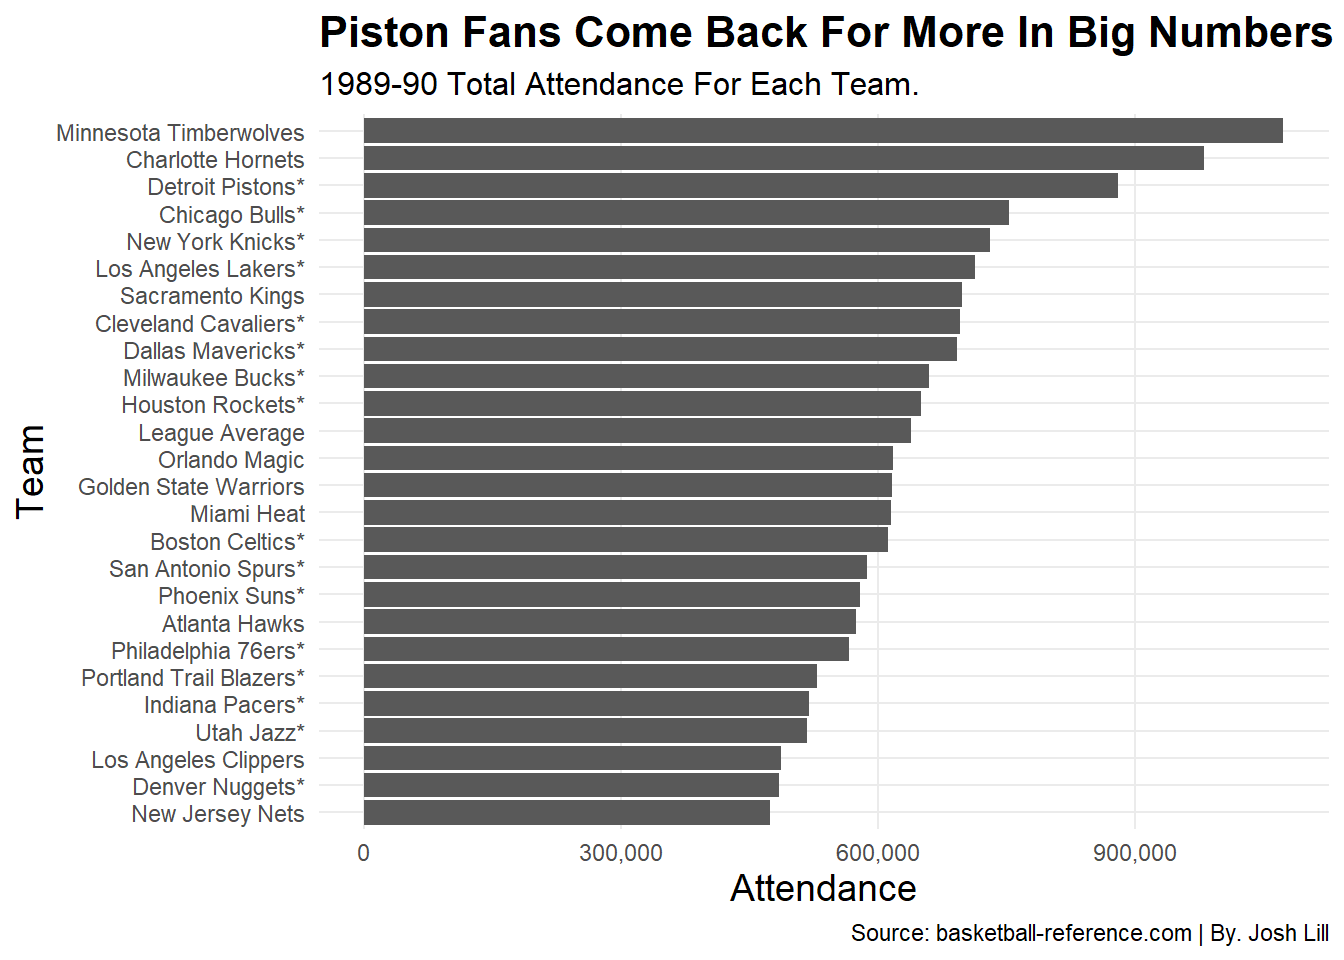 Piston Fans Come Back For More In Big Numbers
1989-90 Total Attendance For Each Team.
Minnesota Timberwolves
Charlotte Hornets
Detroit Pistons*
Chicago Bulls*
New York Knicks*
Los Angeles Lakers*
Sacramento Kings
Cleveland Cavaliers*
Dallas Mavericks*
Milwaukee Bucks*
Houston Rockets*
League Average
Orlando Magic
Golden State Warriors
Miami Heat
Boston Celtics*
San Antonio Spurs*
Phoenix Suns*
Atlanta Hawks
Philadelphia 76ers*
Portland Trail Blazers*
Indiana Pacers*
Utah Jazz*
Los Angeles Clippers
Denver Nuggets*
New Jersey Nets
Team
0 300,000 600,000 900,000
Attendance
Source: basketball-reference.com | By. Josh Lill